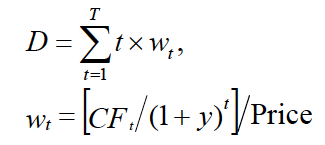 D = ∑_{t=1}^{T} t × w_t,
w_t = [CF_t/(1 + y)^t]/Price